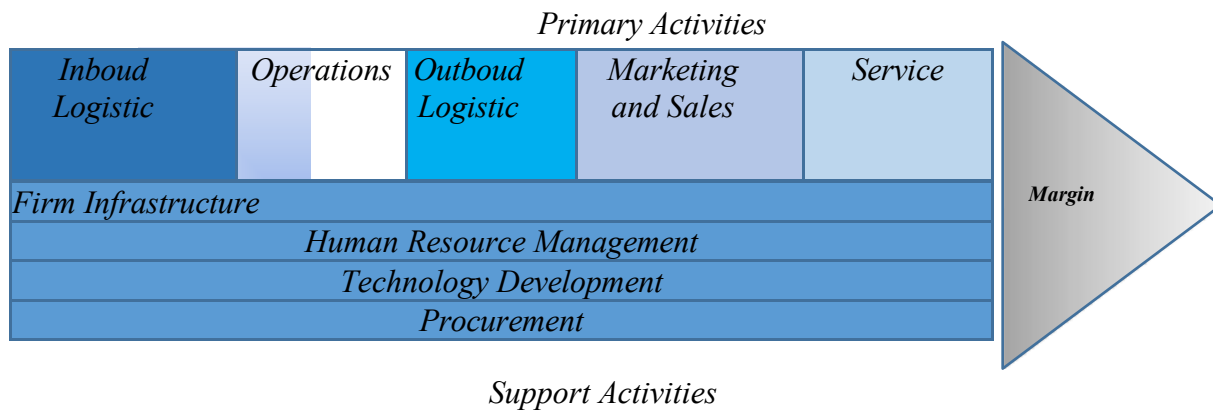 Primary Activities
Inboud
Logistic
Operations
Outboud
Logistic
Marketing
and Sales
Service
Firm Infrastructure
Human Resource Management
Technology Development
Procurement
Margin
Support Activities